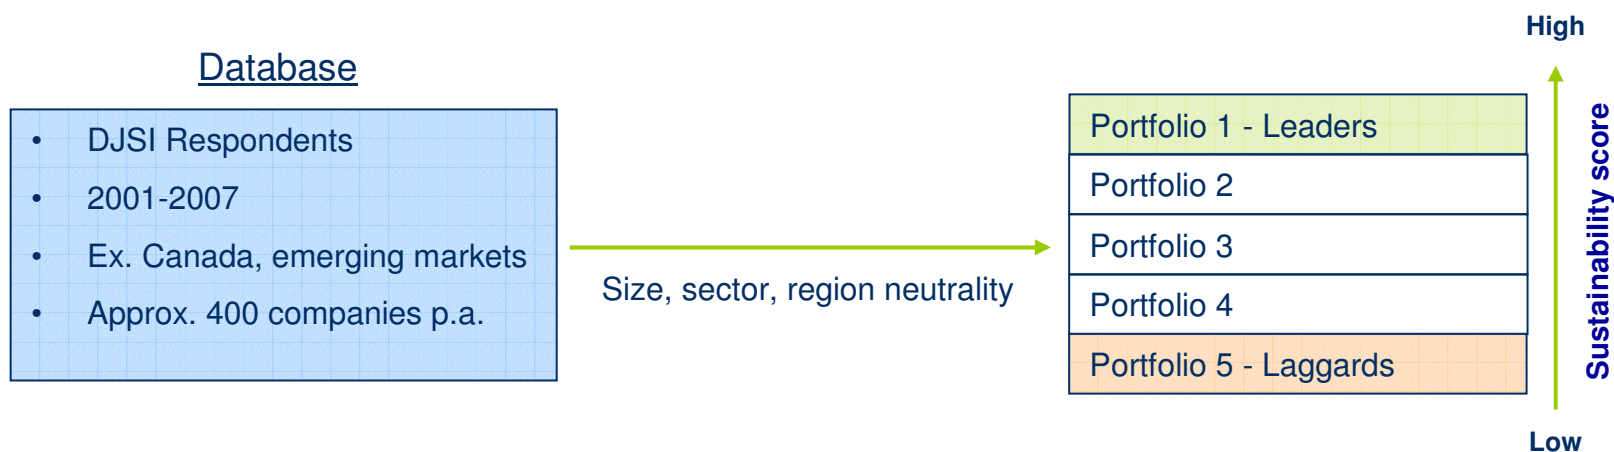 Database
• DJSI Respondents
• 2001-2007
• Ex. Canada, emerging markets
• Approx. 400 companies p.a.
Size, sector, region neutrality
High
Portfolio 1 - Leaders
Portfolio 2
Portfolio 3
Portfolio 4
Portfolio 5 - Laggards
Sustainability score
Low